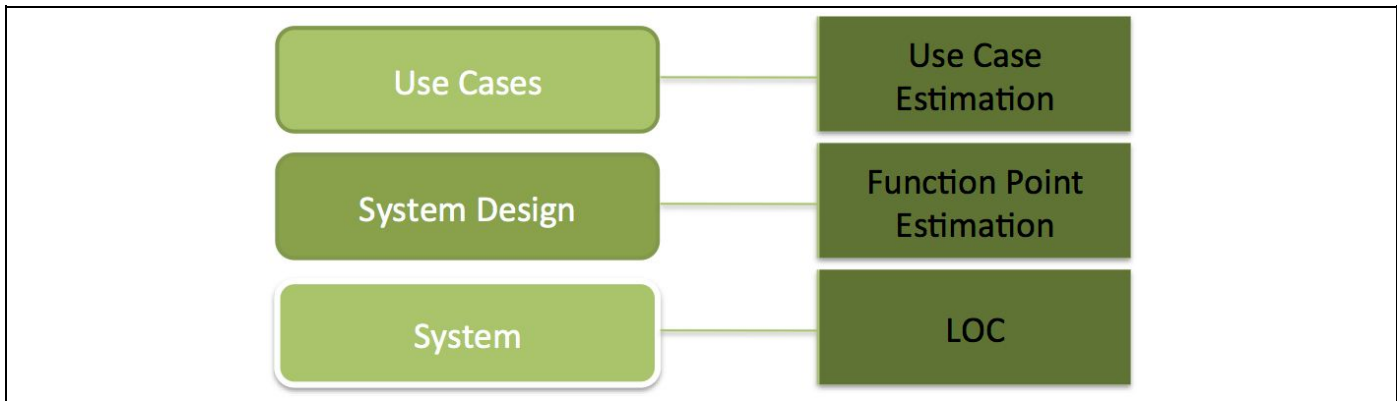 Use Cases
Use Case
Estimation
System Design
Function Point
Estimation
System
LOC